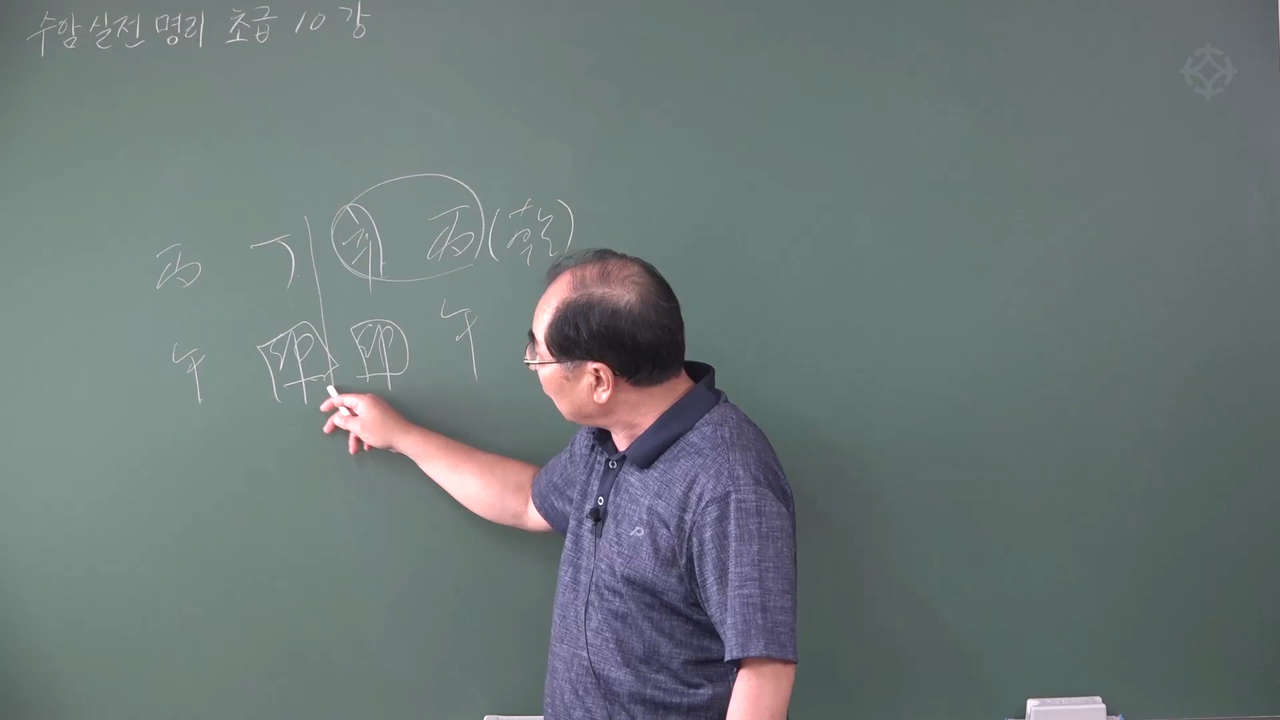 수암 실전 명리 초급 10강
丙 丁 辛 丙 (乾)
午 卯 卯 午